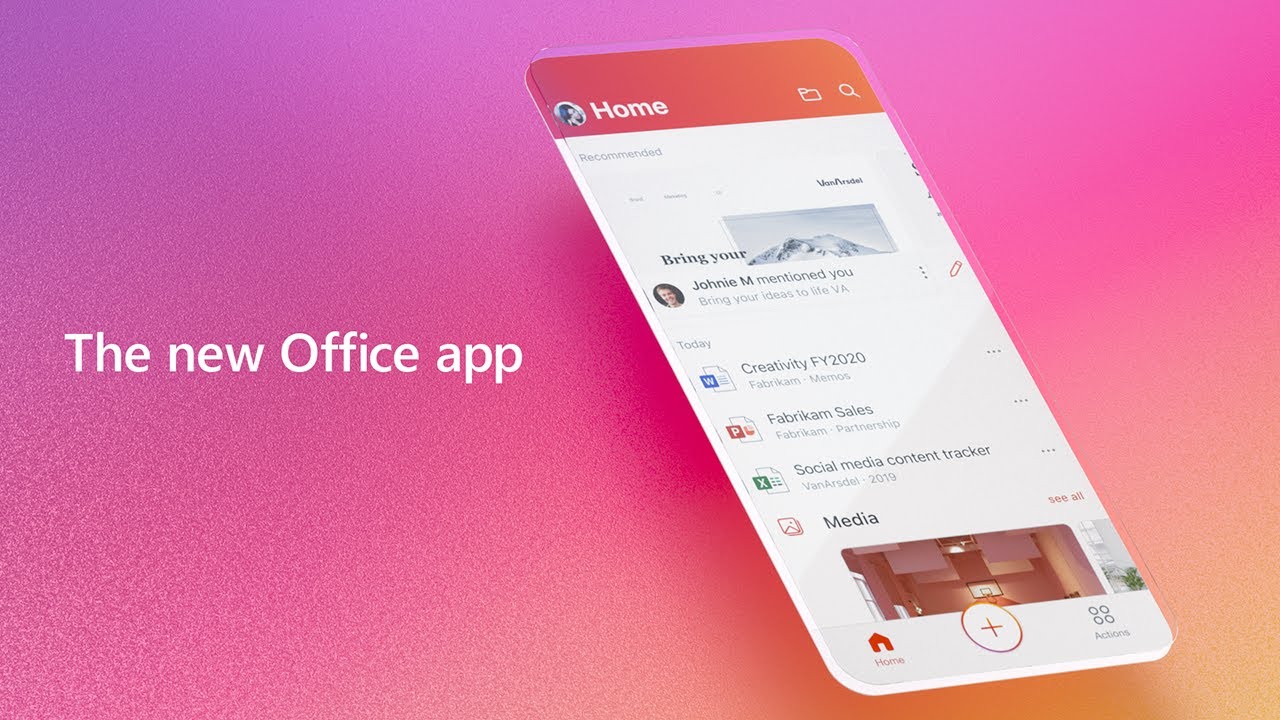 The new Office app
Home
Recommended
VanArsdel
Brand Marketing
Bring your
Johnie M mentioned you
Bring your ideas to life VA
Today
Creativity FY2020
Fabrikam · Memos
Fabrikam Sales
Fabrikam · Partnership
Social media content tracker
VanArsdel · 2019
see all
Media
Home
Actions